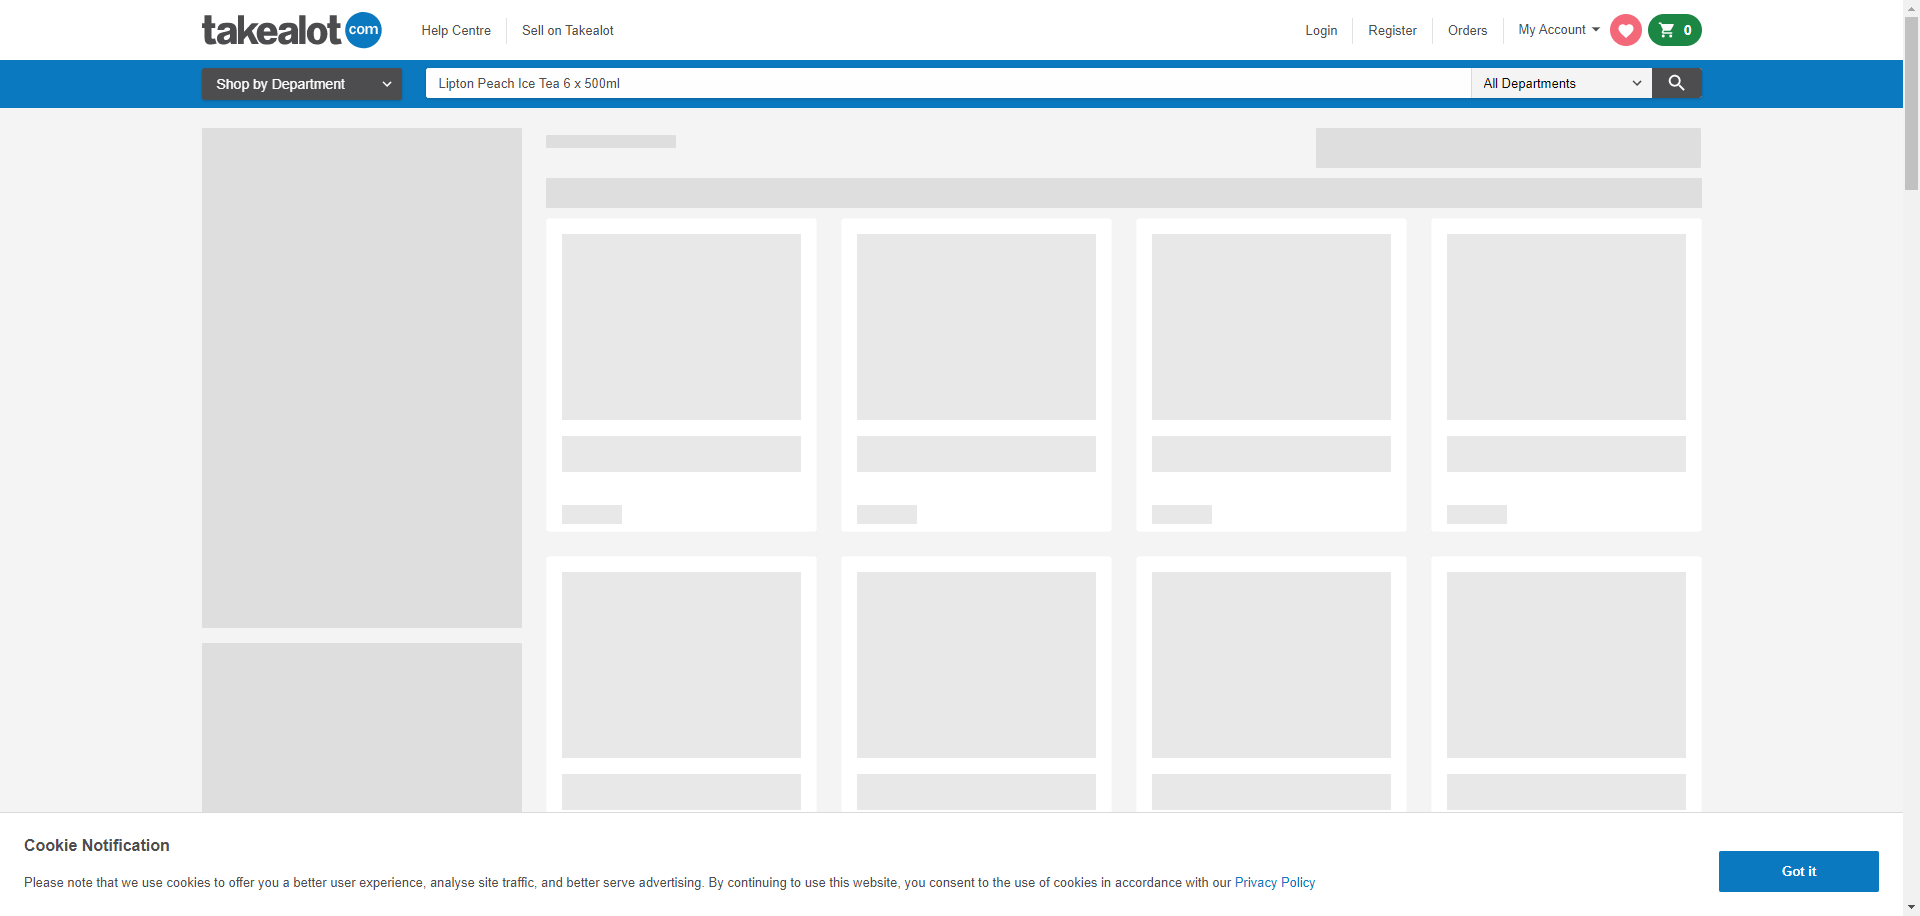 takealot com
Help Centre
Sell on Takealot
Login
Register
Orders
My Account
0
Shop by Department
Lipton Peach Ice Tea 6 x 500ml
All Departments
Cookie Notification
Please note that we use cookies to offer you a better user experience, analyse site traffic, and better serve advertising. By continuing to use this website, you consent to the use of cookies in accordance with our Privacy Policy
Got it